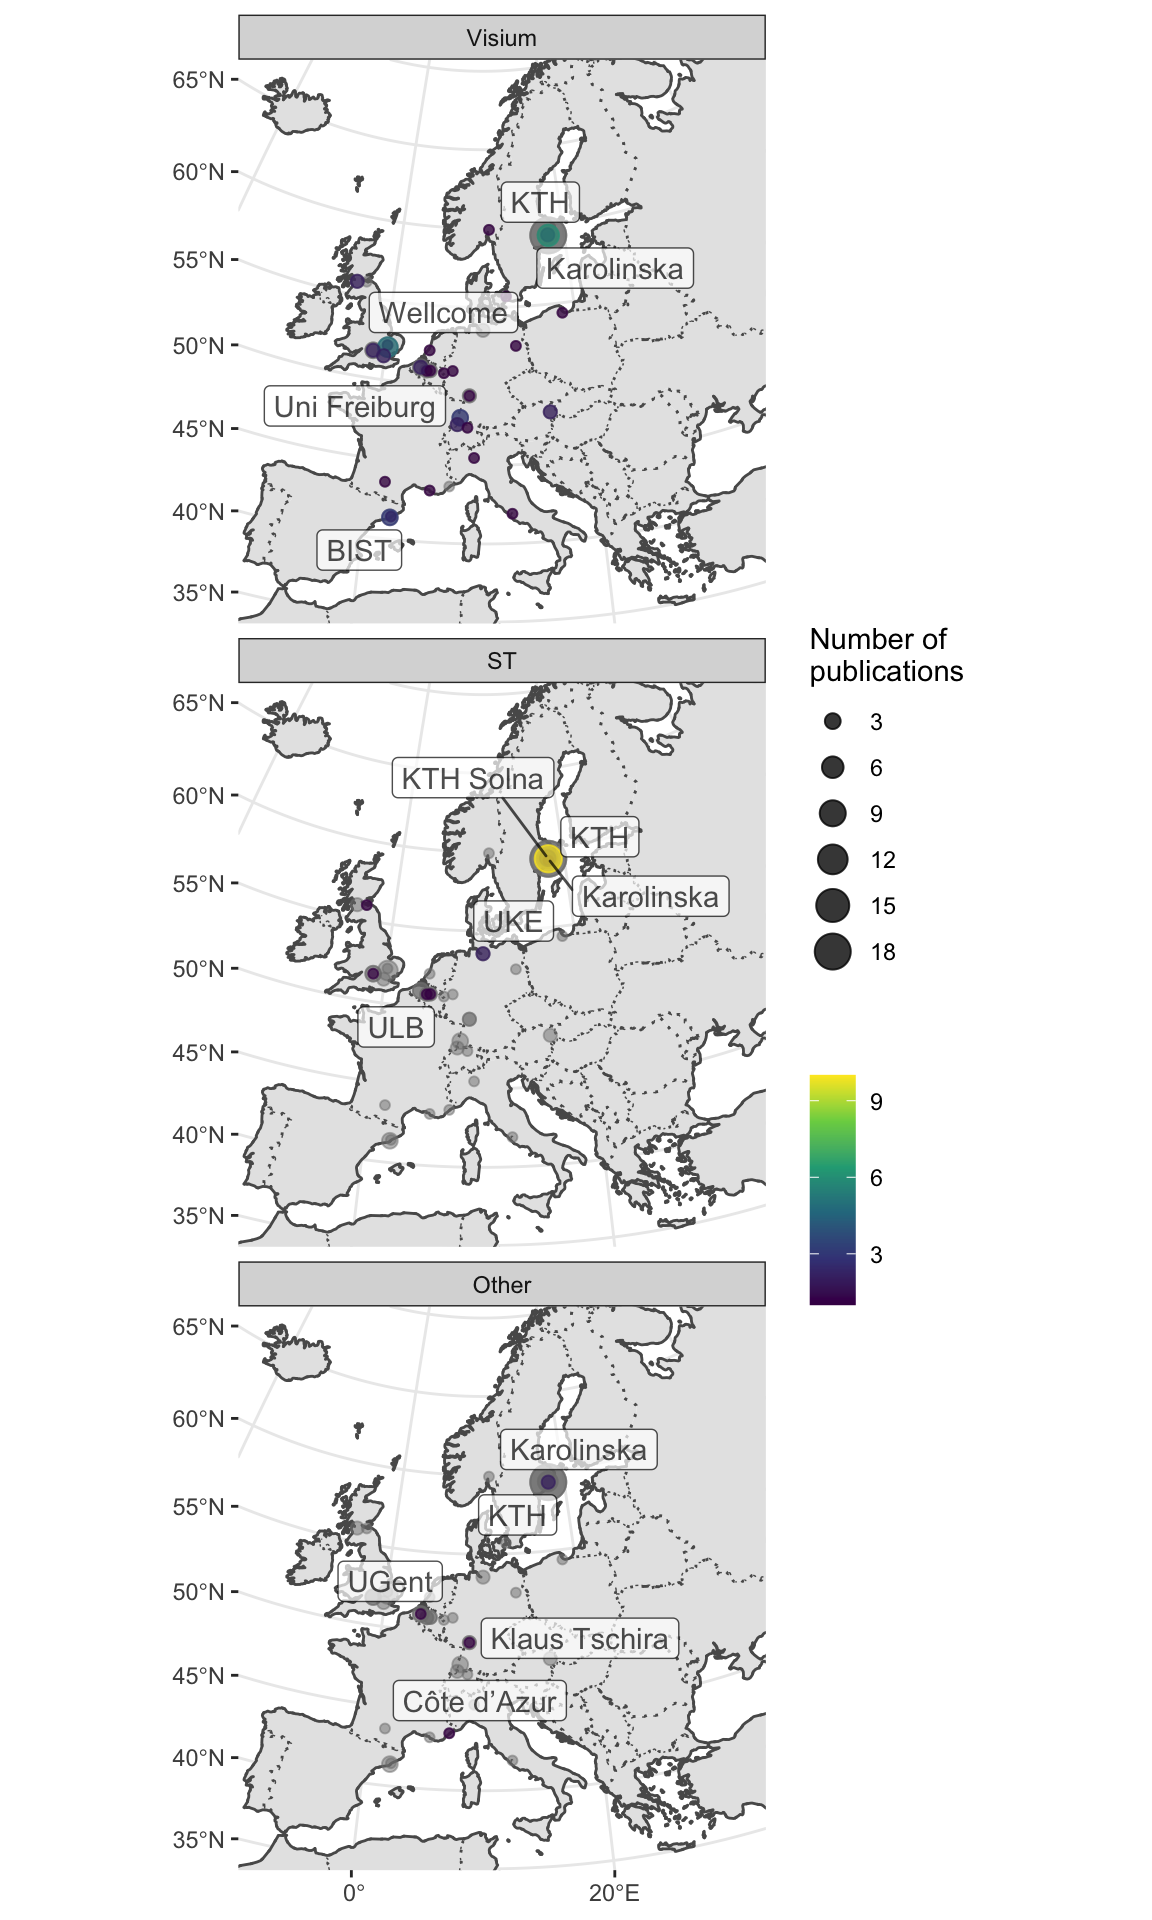 Visium
65°N
60°N
55°N
50°N
45°N
40°N
35°N
KTH
Karolinska
Wellcome
Uni Freiburg
BIST
ST
65°N
60°N
55°N
50°N
45°N
40°N
35°N
KTH Solna
KTH
Karolinska
UKE
ULB
Other
65°N
60°N
55°N
50°N
45°N
40°N
35°N
Karolinska
KTH
UGent
Klaus Tschira
Côte d’Azur
0°
20°E
Number of
publications
3
6
9
12
15
18
9
6
3